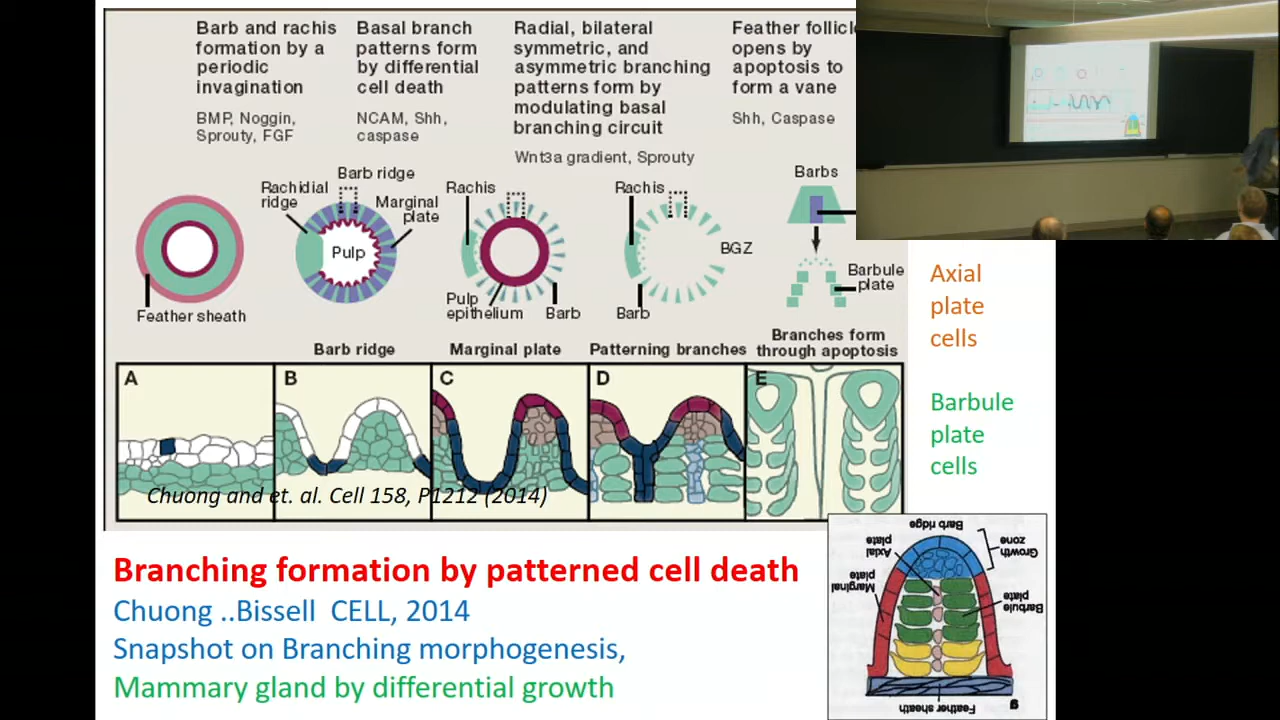 Barb and rachis
formation by a
periodic
invagination
BMP, Noggin,
Sprouty, FGF
Basal branch
patterns form
by differential
cell death
NCAM, Shh,
caspase
Radial, bilateral
symmetric, and
asymmetric branching
patterns form by
modulating basal
branching circuit
Wnt3a gradient, Sprouty
Feather follicl
opens by
apoptosis to
form a vane
Shh, Caspase
Feather sheath
Rachidial
ridge
Barb ridge
Marginal
plate
Pulp
Rachis
Pulp
epithelium
Barb
Rachis
BGZ
Barb
Barbs
Barbule
plate
Barb ridge
Marginal plate
Patterning branches
Branches form
through apoptosis
A
B
C
D
E
Chuong and et. al. Cell 158, P1212 (2014)
Axial
plate
cells
Barbule
plate
cells
Branching formation by patterned cell death
Chuong ..Bissell CELL, 2014
Snapshot on Branching morphogenesis,
Mammary gland by differential growth
Barb ridge
Axial
plate
Growth
zone
Marginal
plate
Barbule
plate
Feather sheath
g